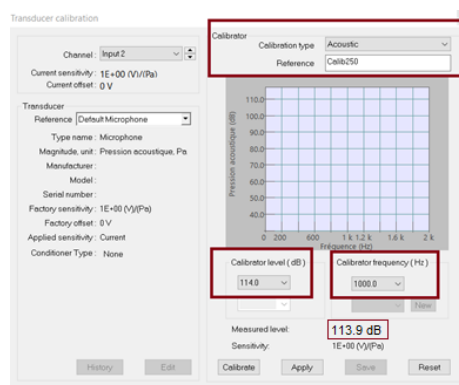 Transducer calibration
Channel: Input 2
Current sensitivity: 1E+00 (V)/(Pa)
Current offset: 0 V
Transducer
Reference Default Microphone
Type name: Microphone
Magnitude, unit: Pression acoustique, Pa
Manufacturer:
Model:
Serial number:
Factory sensitivity: 1E+00 (V)/(Pa)
Factory offset: 0 V
Applied sensitivity: Current
Conditioner Type: None
History Edit
Calibrator
Calibration type Acoustic
Reference Calib250
Pression acoustique (dB)
110.0
100.0
90.0
80.0
70.0
60.0
50.0
40.0
0 200 600 1 k 1.2 k 1.6 k 2 k
Fréquence (Hz)
Calibrator level ( dB )
114.0
Calibrator frequency ( Hz )
1000.0
New
Measured level: 113.9 dB
Sensitivity: 1E+00 (V)/(Pa)
Calibrate Apply Save Reset